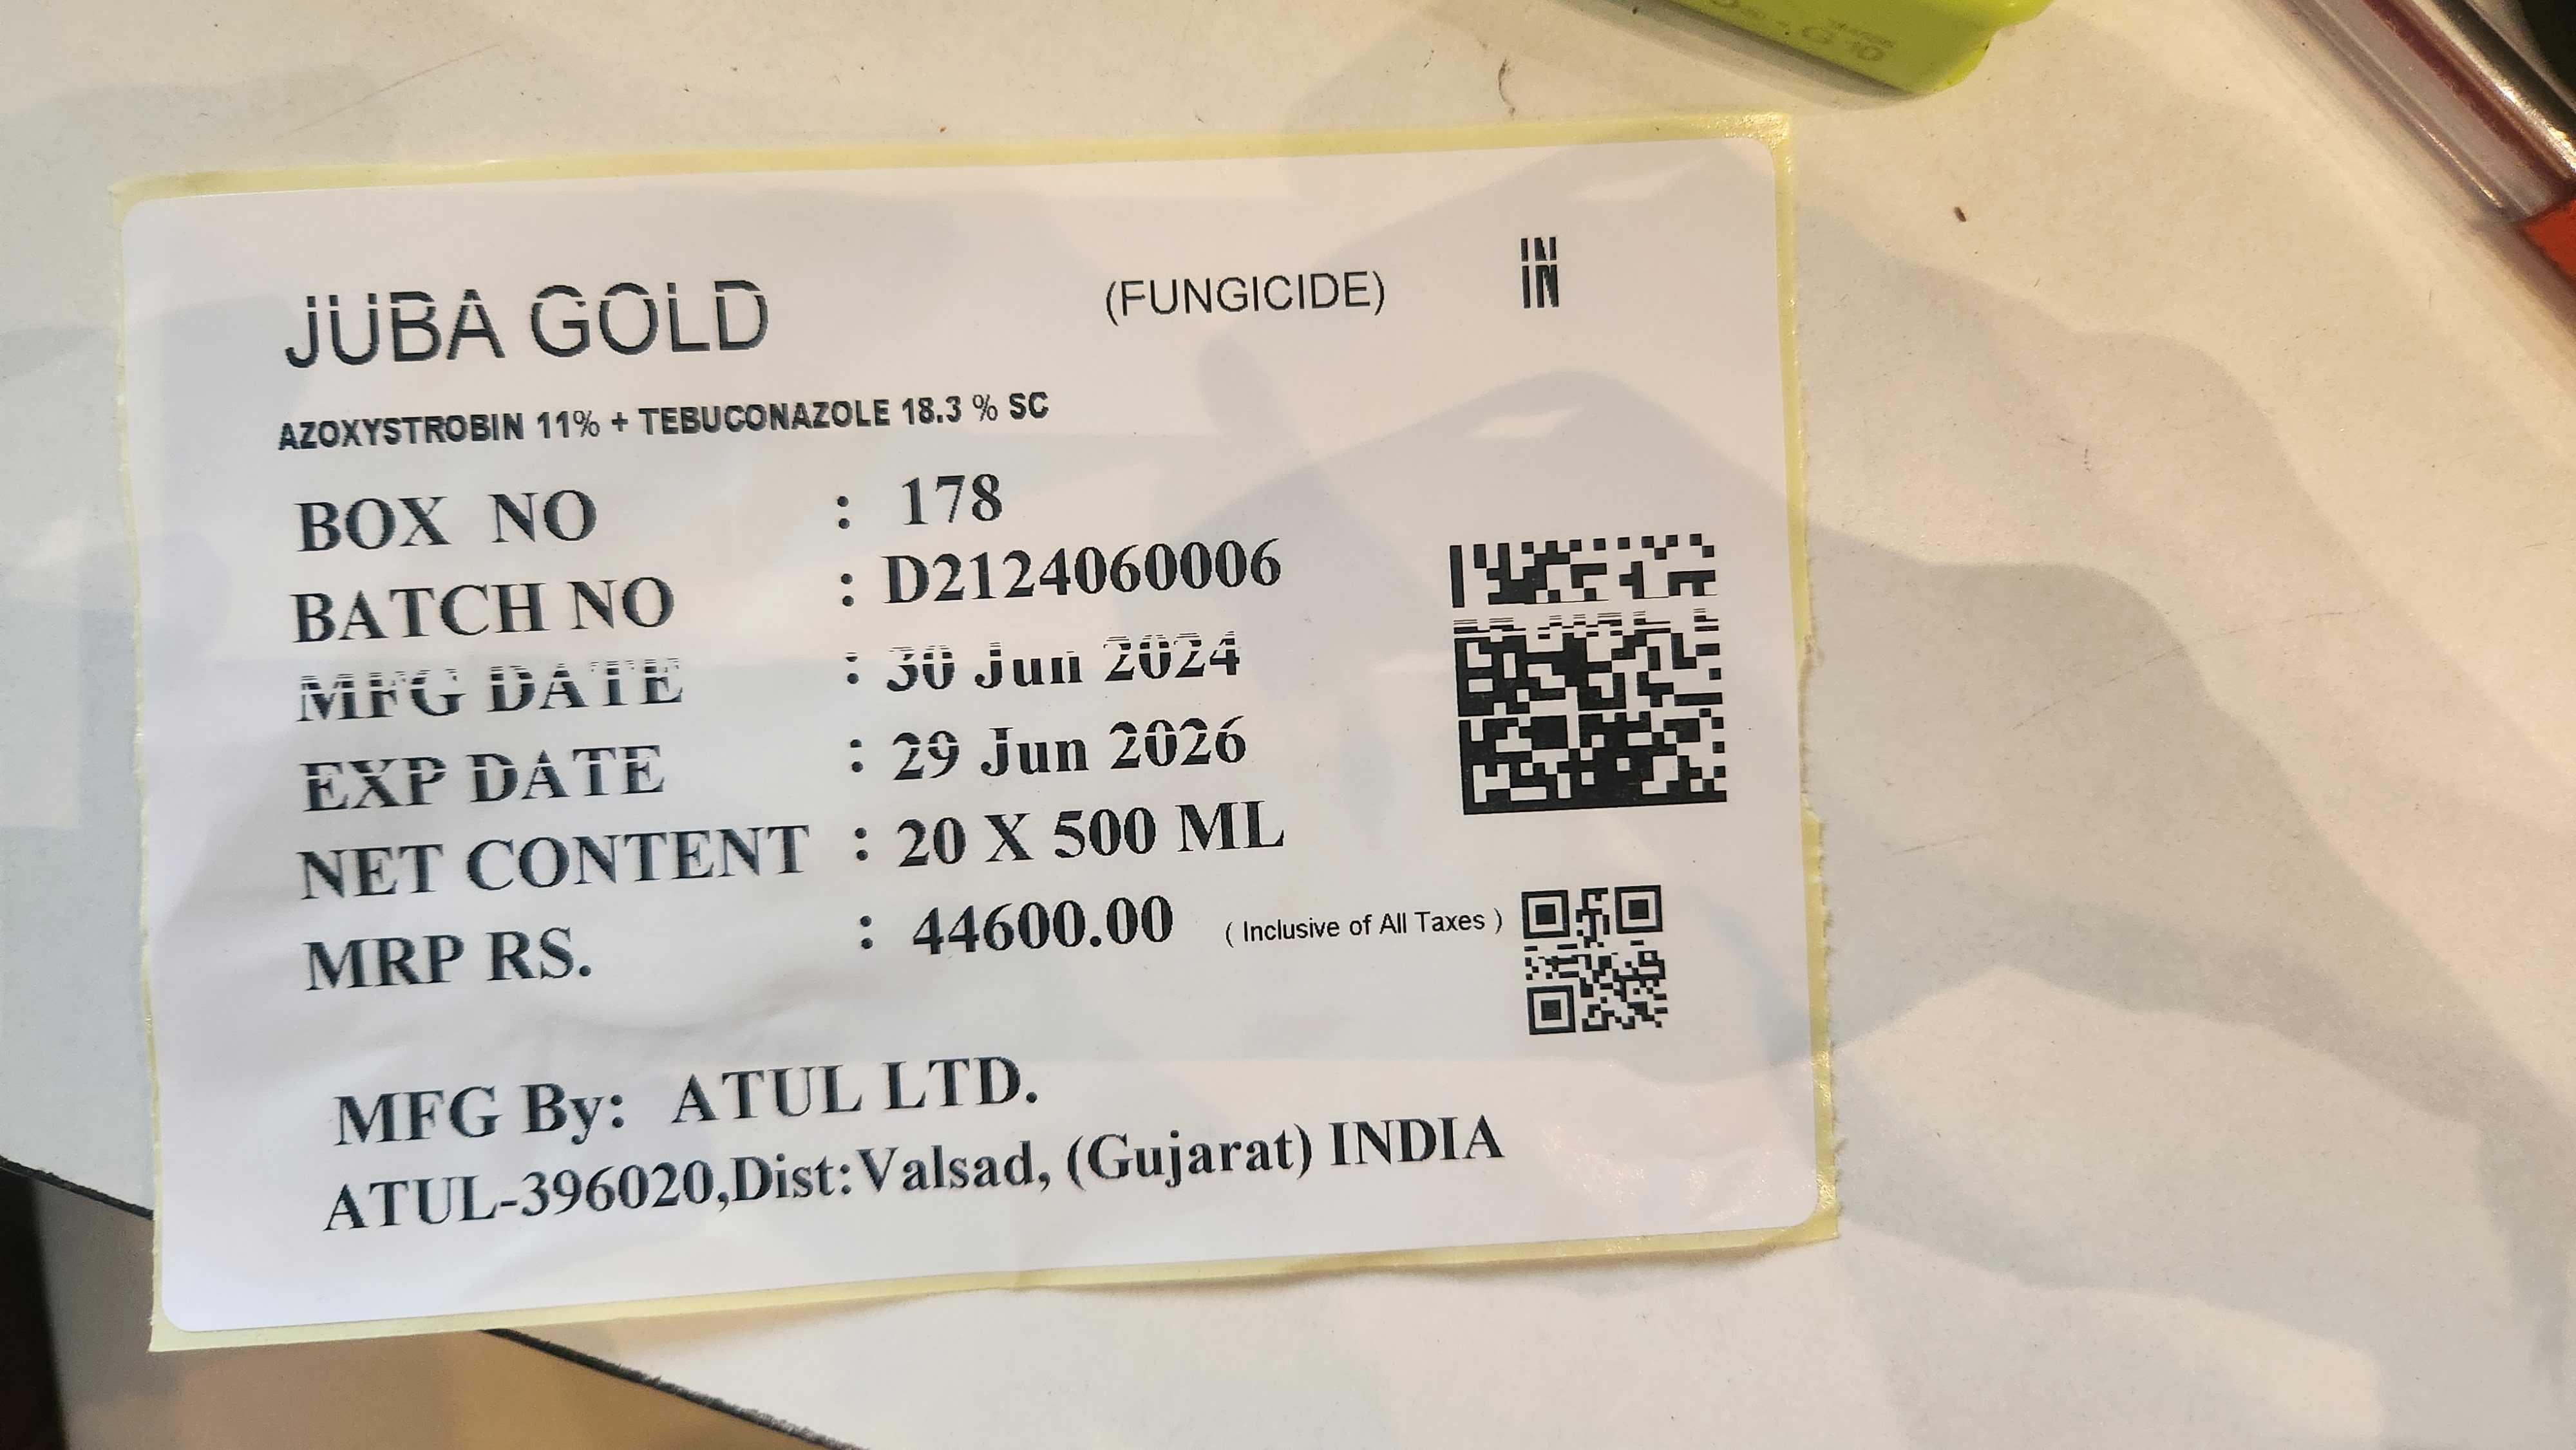 JUBA GOLD (FUNGICIDE) IN
AZOXYSTROBIN 11% + TEBUCONAZOLE 18.3 % SC
BOX NO : 178
BATCH NO : D2124060006
MFG DATE : 30 Jun 2024
EXP DATE : 29 Jun 2026
NET CONTENT : 20 X 500 ML
MRP RS. : 44600.00 ( Inclusive of All Taxes )
MFG By: ATUL LTD.
ATUL-396020,Dist:Valsad, (Gujarat) INDIA